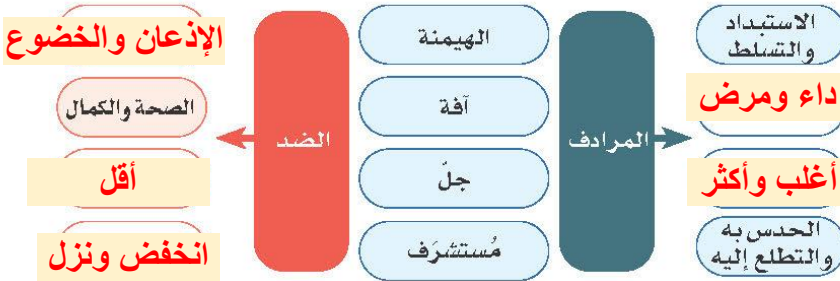 الاستبداد
والتسلط
الهيمنة
الإذعان والخضوع
داء ومرض
آفة
الصحة والكمال
المرادف
الضد
أغلب وأكثر
جلّ
أقل
الحدس به
والتطلع إليه
مُستشرَف
انخفض ونزل